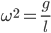 ω² = g/l